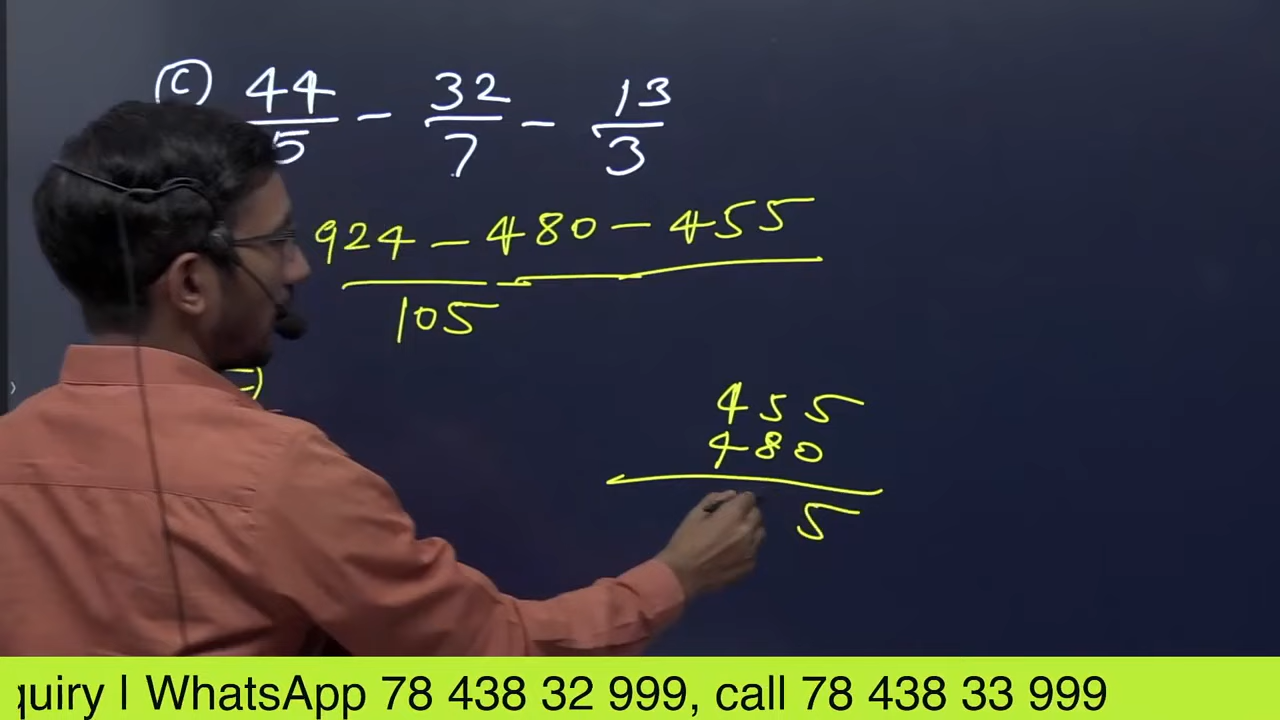 (C) 44/5 - 32/7 - 13/3
924 - 480 - 455
105
455
480
5
quiry | WhatsApp 78 438 32 999, call 78 438 33 999